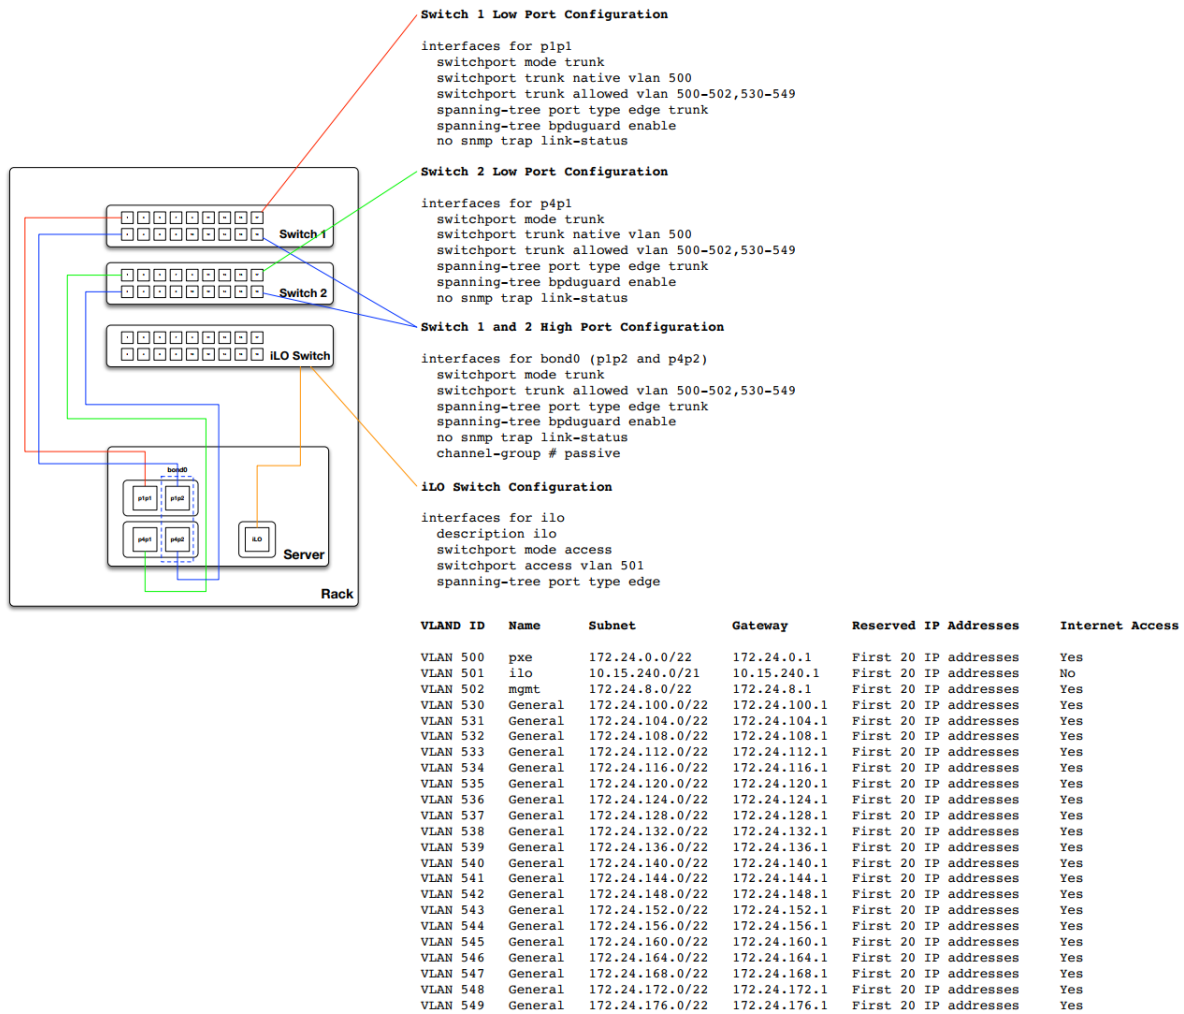 Switch 1 Low Port Configuration
interfaces for p1p1
switchport mode trunk
switchport trunk native vlan 500
switchport trunk allowed vlan 500-502,530-549
spanning-tree port type edge trunk
spanning-tree bpduguard enable
no snmp trap link-status
Switch 2 Low Port Configuration
interfaces for p4p1
switchport mode trunk
switchport trunk native vlan 500
switchport trunk allowed vlan 500-502,530-549
spanning-tree port type edge trunk
spanning-tree bpduguard enable
no snmp trap link-status
Switch 1 and 2 High Port Configuration
interfaces for bond0 (p1p2 and p4p2)
switchport mode trunk
switchport trunk allowed vlan 500-502,530-549
spanning-tree port type edge trunk
spanning-tree bpduguard enable
no snmp trap link-status
channel-group # passive
iLO Switch Configuration
interfaces for ilo
description ilo
switchport mode access
switchport access vlan 501
spanning-tree port type edge
Switch 1
Switch 2
iLO Switch
bond0
p1p1 p1p2
p4p1 p4p2
iLO
Server
Rack
VLAND ID Name Subnet Gateway Reserved IP Addresses Internet Access
VLAN 500 pxe 172.24.0.0/22 172.24.0.1 First 20 IP addresses Yes
VLAN 501 ilo 10.15.240.0/21 10.15.240.1 First 20 IP addresses No
VLAN 502 mgmt 172.24.8.0/22 172.24.8.1 First 20 IP addresses Yes
VLAN 530 General 172.24.100.0/22 172.24.100.1 First 20 IP addresses Yes
VLAN 531 General 172.24.104.0/22 172.24.104.1 First 20 IP addresses Yes
VLAN 532 General 172.24.108.0/22 172.24.108.1 First 20 IP addresses Yes
VLAN 533 General 172.24.112.0/22 172.24.112.1 First 20 IP addresses Yes
VLAN 534 General 172.24.116.0/22 172.24.116.1 First 20 IP addresses Yes
VLAN 535 General 172.24.120.0/22 172.24.120.1 First 20 IP addresses Yes
VLAN 536 General 172.24.124.0/22 172.24.124.1 First 20 IP addresses Yes
VLAN 537 General 172.24.128.0/22 172.24.128.1 First 20 IP addresses Yes
VLAN 538 General 172.24.132.0/22 172.24.132.1 First 20 IP addresses Yes
VLAN 539 General 172.24.136.0/22 172.24.136.1 First 20 IP addresses Yes
VLAN 540 General 172.24.140.0/22 172.24.140.1 First 20 IP addresses Yes
VLAN 541 General 172.24.144.0/22 172.24.144.1 First 20 IP addresses Yes
VLAN 542 General 172.24.148.0/22 172.24.148.1 First 20 IP addresses Yes
VLAN 543 General 172.24.152.0/22 172.24.152.1 First 20 IP addresses Yes
VLAN 544 General 172.24.156.0/22 172.24.156.1 First 20 IP addresses Yes
VLAN 545 General 172.24.160.0/22 172.24.160.1 First 20 IP addresses Yes
VLAN 546 General 172.24.164.0/22 172.24.164.1 First 20 IP addresses Yes
VLAN 547 General 172.24.168.0/22 172.24.168.1 First 20 IP addresses Yes
VLAN 548 General 172.24.172.0/22 172.24.172.1 First 20 IP addresses Yes
VLAN 549 General 172.24.176.0/22 172.24.176.1 First 20 IP addresses Yes